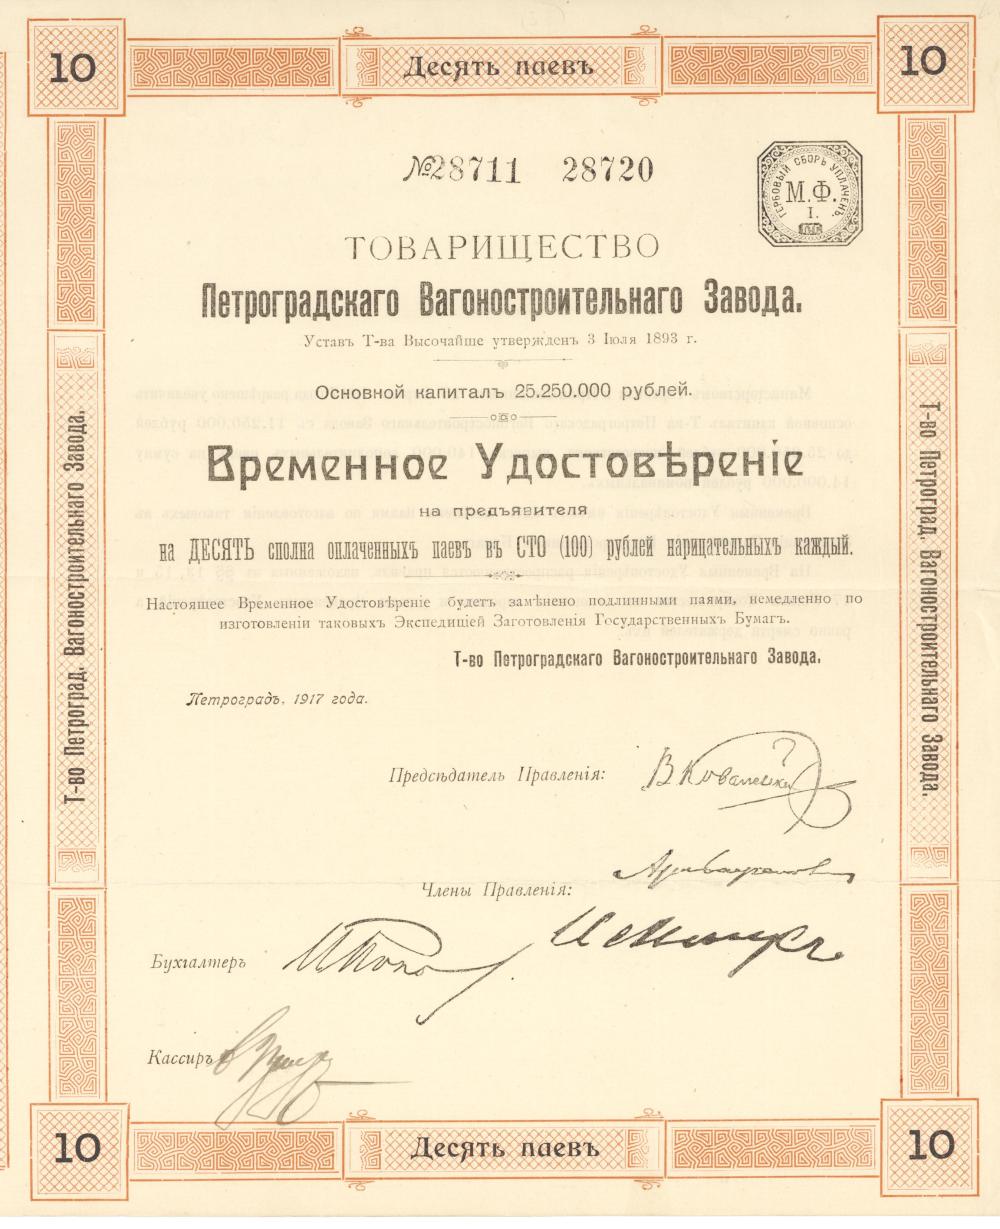 10 Десять паевъ 10
№28711 28720
ГЕРБОВЫЙ СБОРЪ УПЛАЧЕНЪ
М.Ф.
I.
ТОВАРИЩЕСТВО
Петроградскаго Вагоностроительнаго Завода.
Уставъ Т-ва Высочайше утвержденъ 3 Іюля 1893 г.
Основной капиталъ 25.250.000 рублей.
Временное Удостовѣреніе
на предъявителя
на ДЕСЯТЬ сполна оплаченныхъ паевъ въ СТО (100) рублей нарицательныхъ каждый.
Настоящее Временное Удостовѣреніе будетъ замѣнено подлинными паями, немедленно по
изготовленіи таковыхъ Экспедиціей Заготовленія Государственныхъ Бумагъ.
Т-во Петроградскаго Вагоностроительнаго Завода.
Петроградъ, 1917 года.
Предсѣдатель Правленія:
В Ковалевскій
Члены Правленія:
Бухгалтеръ
Кассиръ
Т-во Петроград. Вагоностроительнаго Завода.
Т-во Петроград. Вагоностроительнаго Завода.
10 Десять паевъ 10